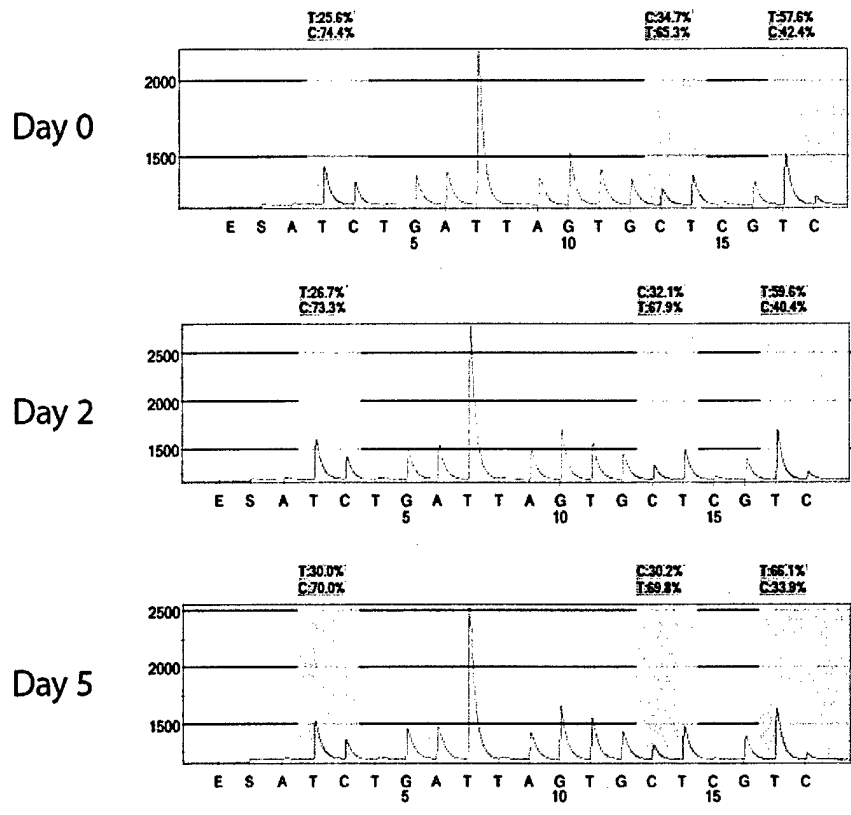 T:25.6% C:34.7% T:57.6%
C:74.4% T:65.3% C:42.4%
2000
Day 0
1500
E S A T C T G A T T A G T G C T C G T C
5 10 15
T:26.7% C:32.1% T:59.6%
C:73.3% T:67.9% C:40.4%
2500
2000
Day 2
1500
E S A T C T G A T T A G T G C T C G T C
5 10 15
T:30.0% C:30.2% T:66.1%
C:70.0% T:69.8% C:33.9%
2500
2000
Day 5
1500
E S A T C T G A T T A G T G C T C G T C
5 10 15